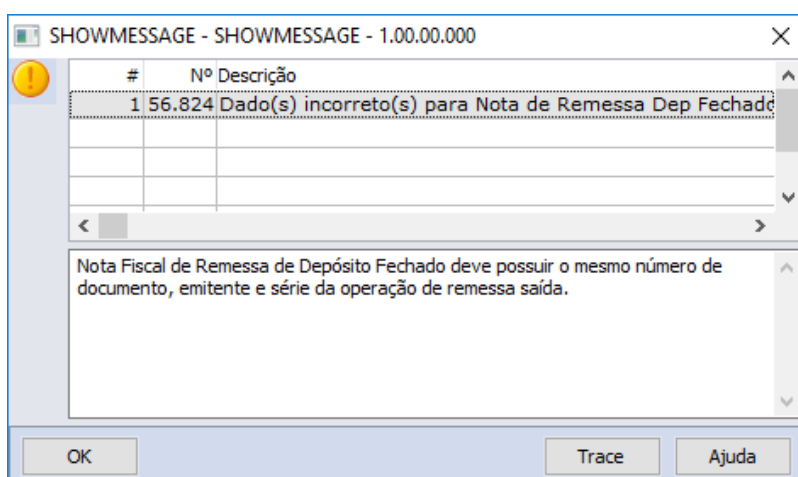 SHOWMESSAGE - SHOWMESSAGE - 1.00.00.000
# Nº Descrição
1 56.824 Dado(s) incorreto(s) para Nota de Remessa Dep Fechado
Nota Fiscal de Remessa de Depósito Fechado deve possuir o mesmo número de
documento, emitente e série da operação de remessa saída.
OK Trace Ajuda